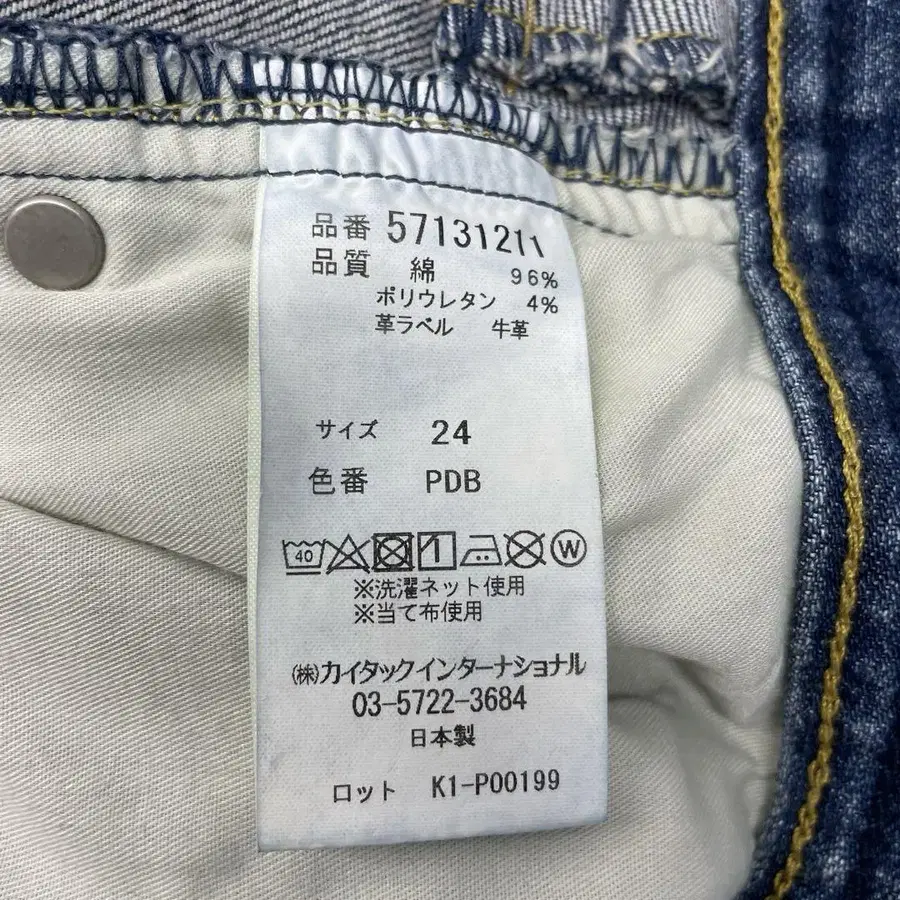 品番 57131211
品質 綿 96%
ポリウレタン 4%
革ラベル 牛革
サイズ 24
色番 PDB
40 W
※洗濯ネット使用
※当て布使用
㈱カイタックインターナショナル
03-5722-3684
日本製
ロット K1-P00199